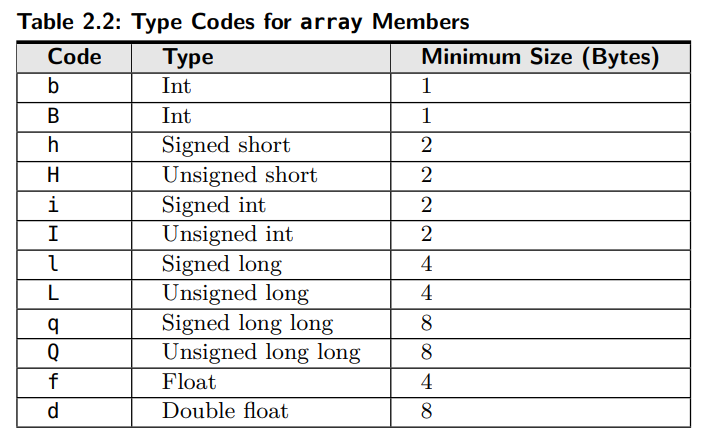 Table 2.2: Type Codes for array Members
Code Type Minimum Size (Bytes)
b Int 1
B Int 1
h Signed short 2
H Unsigned short 2
i Signed int 2
I Unsigned int 2
l Signed long 4
L Unsigned long 4
q Signed long long 8
Q Unsigned long long 8
f Float 4
d Double float 8